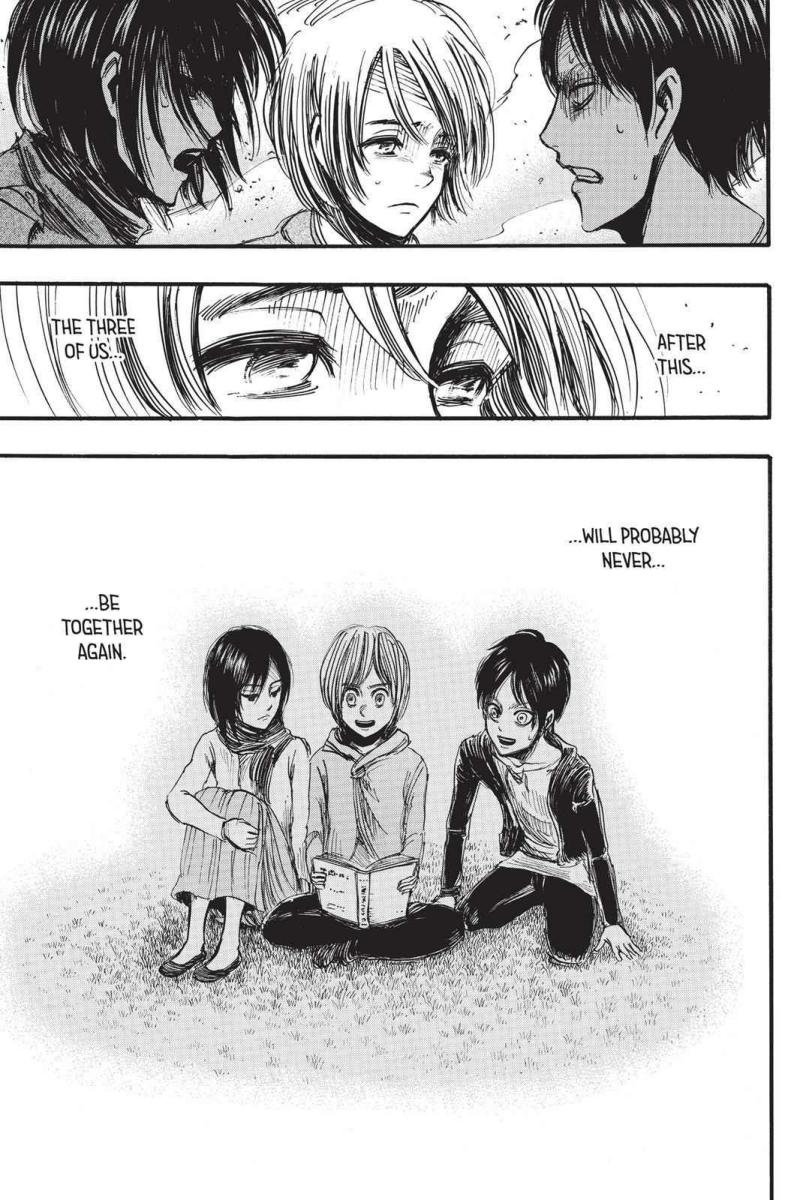 AFTER
THIS...
THE THREE
OF US...
...WILL PROBABLY
NEVER...
...BE
TOGETHER
AGAIN.